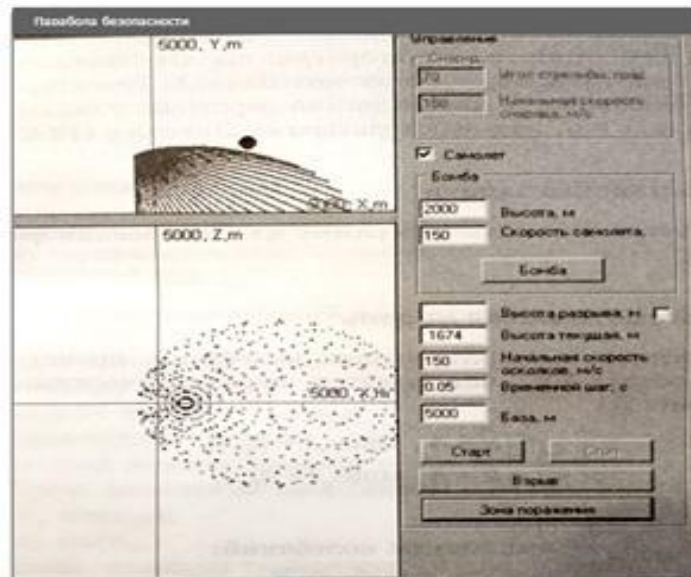 Парабола безопасности
Управление
5000, Y,m
Снаряд
70 Угол стрельбы, град
150 Начальная скорость
снаряда, м/с
Самолет
Бомба
5000, X,m
2000 Высота, м
150 Скорость самолета,
5000, Z,m
Бомба
Высота разрыва, м
1674 Высота текущая, м
150 Начальная скорость
осколков, м/с
5000, X,m
0.05 Временной шаг, с
5000 База, м
Старт
Взрыв
Зона поражения